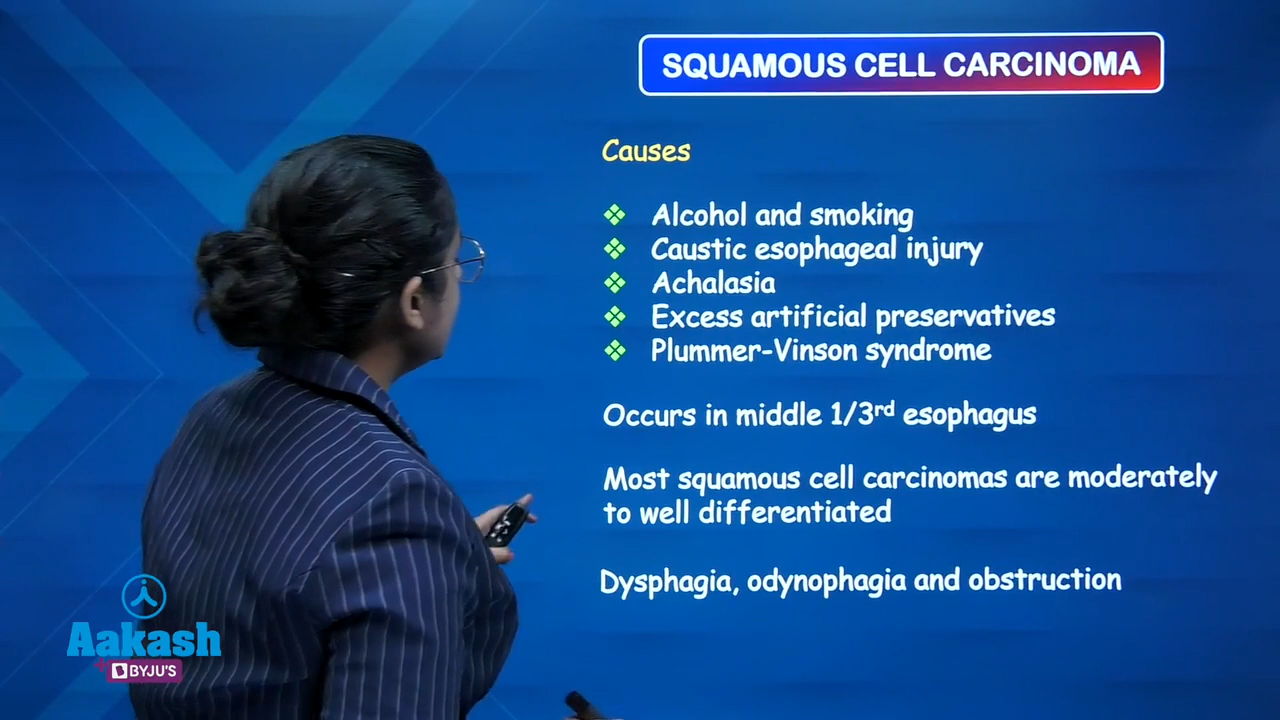 SQUAMOUS CELL CARCINOMA
Causes
❖ Alcohol and smoking
❖ Caustic esophageal injury
❖ Achalasia
❖ Excess artificial preservatives
❖ Plummer-Vinson syndrome
Occurs in middle 1/3rd esophagus
Most squamous cell carcinomas are moderately
to well differentiated
Dysphagia, odynophagia and obstruction
Aakash
+ BYJU'S